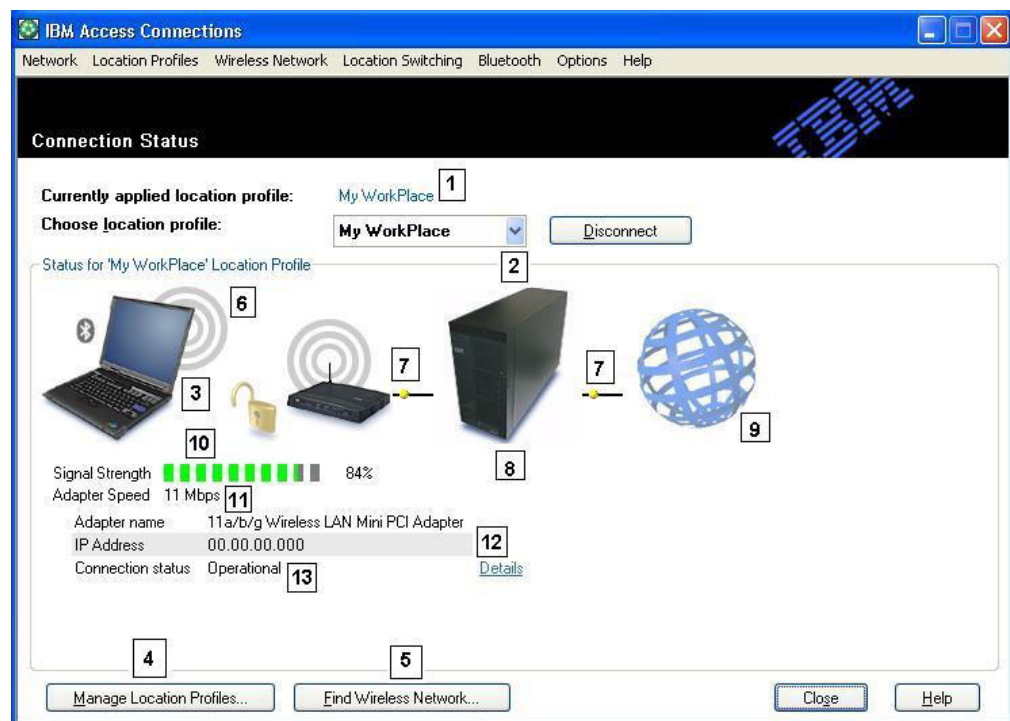 IBM Access Connections
Network Location Profiles Wireless Network Location Switching Bluetooth Options Help
IBM
Connection Status
Currently applied location profile: My WorkPlace 1
Choose location profile: My WorkPlace Disconnect
2
Status for 'My WorkPlace' Location Profile
6
7
7
3
9
10
8
Signal Strength 84%
Adapter Speed 11 Mbps 11
Adapter name 11a/b/g Wireless LAN Mini PCI Adapter
IP Address 00.00.00.000 12
Connection status Operational 13 Details
4
5
Manage Location Profiles... Find Wireless Network... Close Help